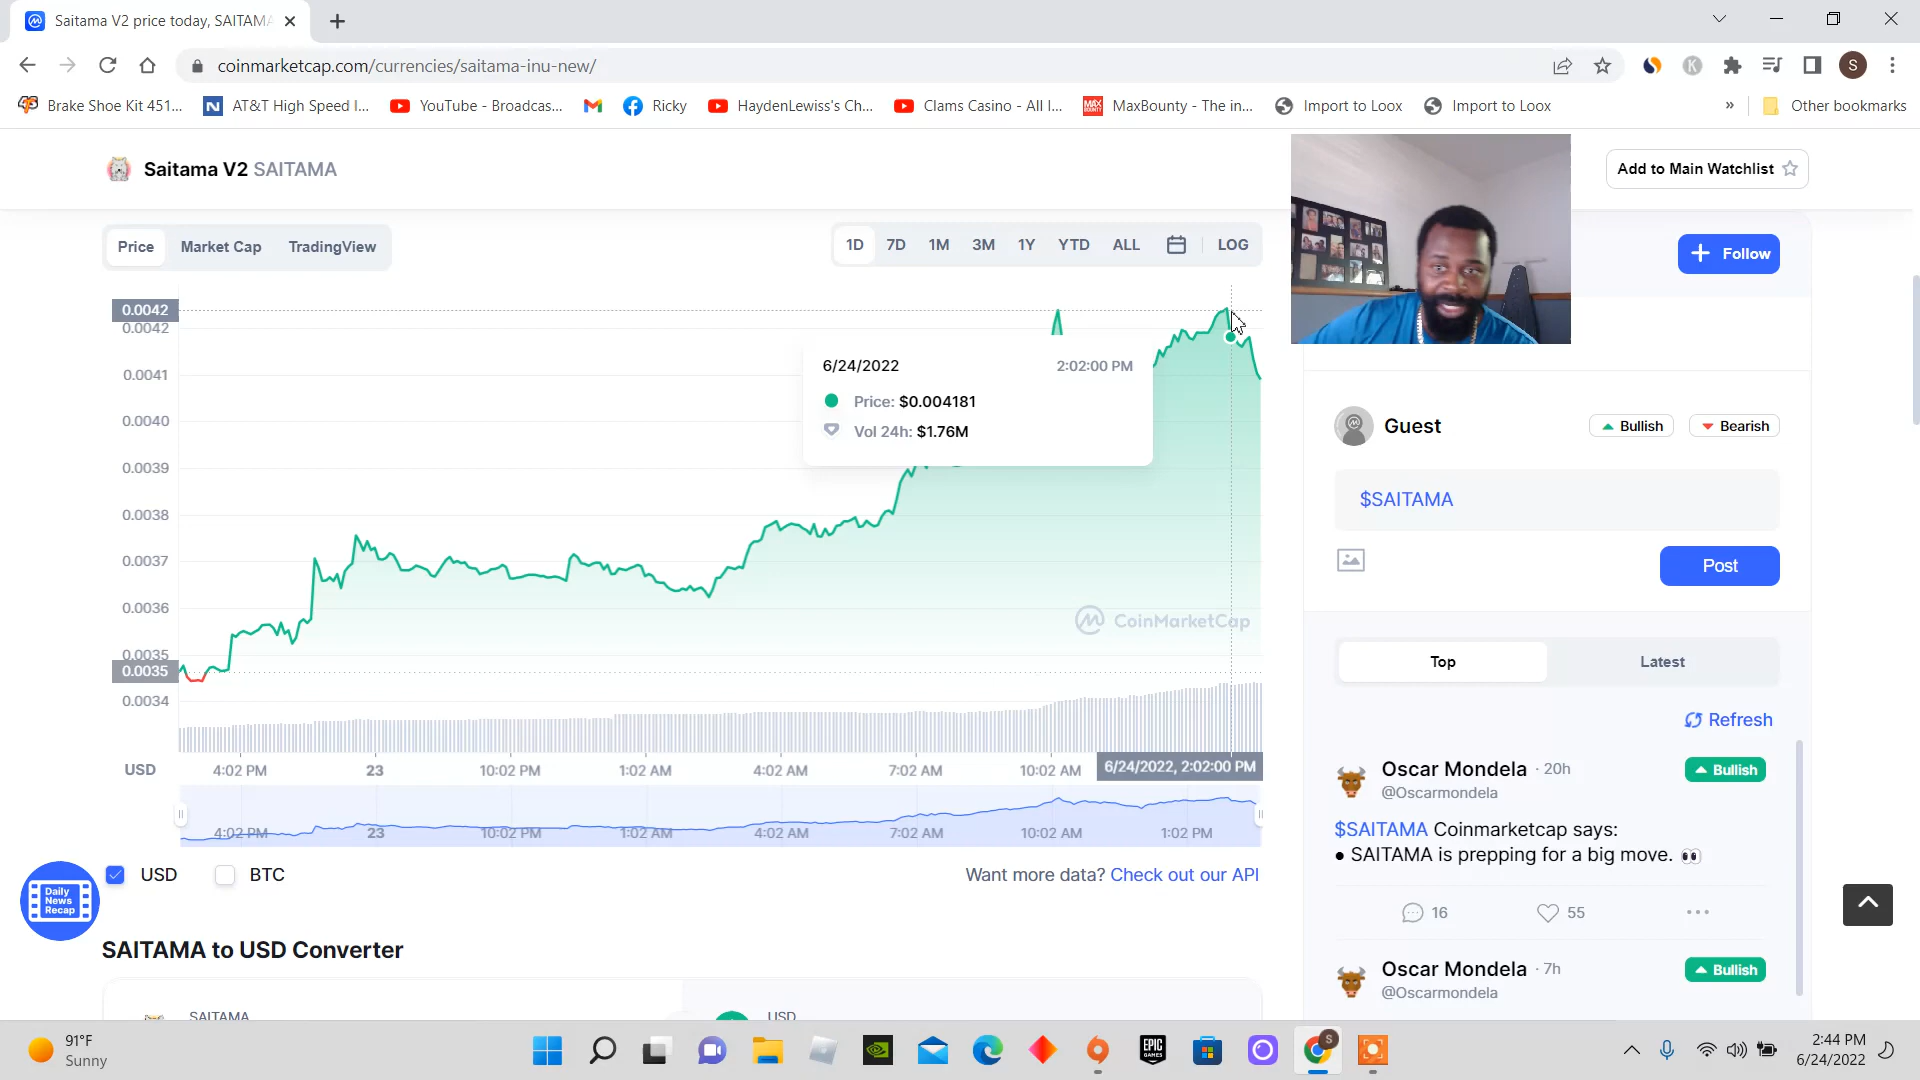 Saitama V2 price today, SAITAMA
coinmarketcap.com/currencies/saitama-inu-new/
K
S
Brake Shoe Kit 451...
N AT&T High Speed I...
YouTube - Broadcas...
Ricky
HaydenLewiss's Ch...
Clams Casino - All I...
MAX BOUNTY
MaxBounty - The in...
Import to Loox
Import to Loox
»
Other bookmarks
Saitama V2 SAITAMA
Add to Main Watchlist
Price Market Cap TradingView
1D 7D 1M 3M 1Y YTD ALL LOG
+ Follow
0.0042
0.0042
0.0041
0.0040
0.0039
0.0038
0.0037
0.0036
0.0035
0.0035
0.0034
6/24/2022 2:02:00 PM
Price: $0.004181
Vol 24h: $1.76M
CoinMarketCap
USD
4:02 PM 23 10:02 PM 1:02 AM 4:02 AM 7:02 AM 10:02 AM 6/24/2022, 2:02:00 PM
4:02 PM 23 10:02 PM 1:02 AM 4:02 AM 7:02 AM 10:02 AM 1:02 PM
USD BTC
Want more data? Check out our API
Daily
News
Recap
SAITAMA to USD Converter
SAITAMA
USD
Guest
Bullish
Bearish
$SAITAMA
Post
Top Latest
Refresh
Oscar Mondela · 20h
Bullish
@Oscarmondela
$SAITAMA Coinmarketcap says:
● SAITAMA is prepping for a big move. 👀
16 55
Oscar Mondela · 7h
Bullish
@Oscarmondela
91°F
Sunny
EPIC
GAMES
S
2:44 PM
6/24/2022